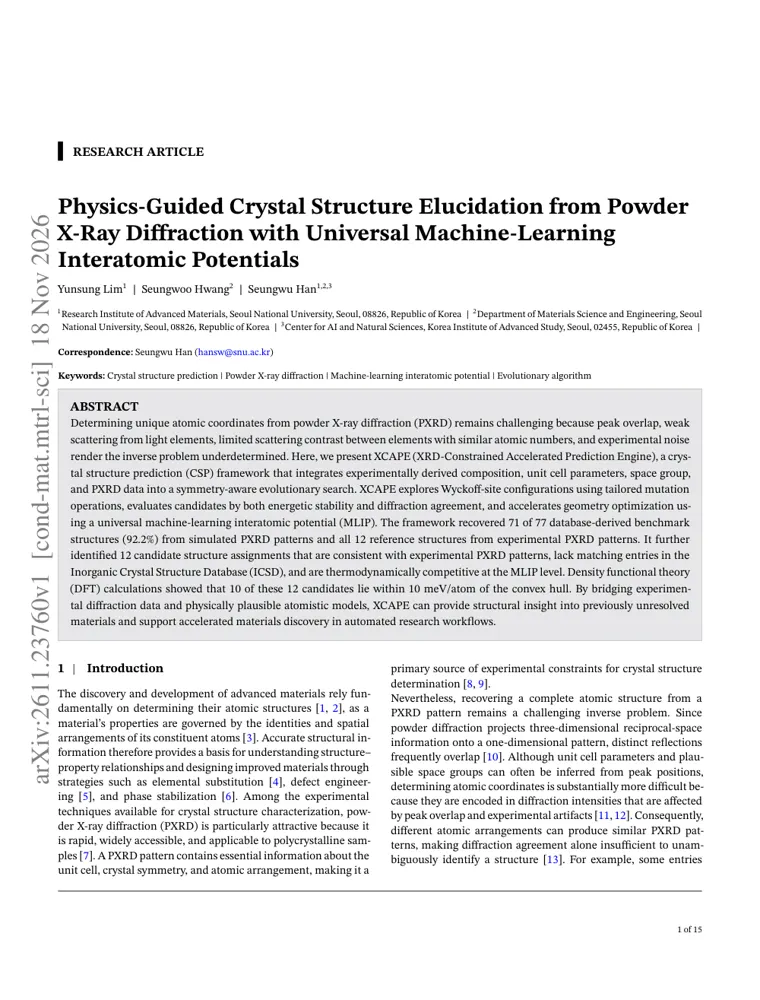 RESEARCH ARTICLE
Physics-Guided Crystal Structure Elucidation from Powder
X-Ray Diffraction with Universal Machine-Learning
Interatomic Potentials
Yunsung Lim1 | Seungwoo Hwang2 | Seungwu Han1,2,3
1Research Institute of Advanced Materials, Seoul National University, Seoul, 08826, Republic of Korea | 2Department of Materials Science and Engineering, Seoul
National University, Seoul, 08826, Republic of Korea | 3Center for AI and Natural Sciences, Korea Institute of Advanced Study, Seoul, 02455, Republic of Korea |
Correspondence: Seungwu Han (hansw@snu.ac.kr)
Keywords: Crystal structure prediction | Powder X-ray diffraction | Machine-learning interatomic potential | Evolutionary algorithm
ABSTRACT
Determining unique atomic coordinates from powder X-ray diffraction (PXRD) remains challenging because peak overlap, weak
scattering from light elements, limited scattering contrast between elements with similar atomic numbers, and experimental noise
render the inverse problem underdetermined. Here, we present XCAPE (XRD-Constrained Accelerated Prediction Engine), a crys-
tal structure prediction (CSP) framework that integrates experimentally derived composition, unit cell parameters, space group,
and PXRD data into a symmetry-aware evolutionary search. XCAPE explores Wyckoff-site configurations using tailored mutation
operations, evaluates candidates by both energetic stability and diffraction agreement, and accelerates geometry optimization us-
ing a universal machine-learning interatomic potential (MLIP). The framework recovered 71 of 77 database-derived benchmark
structures (92.2%) from simulated PXRD patterns and all 12 reference structures from experimental PXRD patterns. It further
identified 12 candidate structure assignments that are consistent with experimental PXRD patterns, lack matching entries in the
Inorganic Crystal Structure Database (ICSD), and are thermodynamically competitive at the MLIP level. Density functional theory
(DFT) calculations showed that 10 of these 12 candidates lie within 10 meV/atom of the convex hull. By bridging experimen-
tal diffraction data and physically plausible atomistic models, XCAPE can provide structural insight into previously unresolved
materials and support accelerated materials discovery in automated research workflows.
1 | Introduction
The discovery and development of advanced materials rely fun-
damentally on determining their atomic structures [1, 2], as a
material's properties are governed by the identities and spatial
arrangements of its constituent atoms [3]. Accurate structural in-
formation therefore provides a basis for understanding structure–
property relationships and designing improved materials through
strategies such as elemental substitution [4], defect engineer-
ing [5], and phase stabilization [6]. Among the experimental
techniques available for crystal structure characterization, pow-
der X-ray diffraction (PXRD) is particularly attractive because it
is rapid, widely accessible, and applicable to polycrystalline sam-
ples [7]. A PXRD pattern contains essential information about the
unit cell, crystal symmetry, and atomic arrangement, making it a
primary source of experimental constraints for crystal structure
determination [8, 9].
Nevertheless, recovering a complete atomic structure from a
PXRD pattern remains a challenging inverse problem. Since
powder diffraction projects three-dimensional reciprocal-space
information onto a one-dimensional pattern, distinct reflections
frequently overlap [10]. Although unit cell parameters and plau-
sible space groups can often be inferred from peak positions,
determining atomic coordinates is substantially more difficult be-
cause they are encoded in diffraction intensities that are affected
by peak overlap and experimental artifacts [11, 12]. Consequently,
different atomic arrangements can produce similar PXRD pat-
terns, making diffraction agreement alone insufficient to unam-
biguously identify a structure [13]. For example, some entries
1 of 15
arXiv:2611.23760v1 [cond-mat.mtrl-sci] 18 Nov 2026